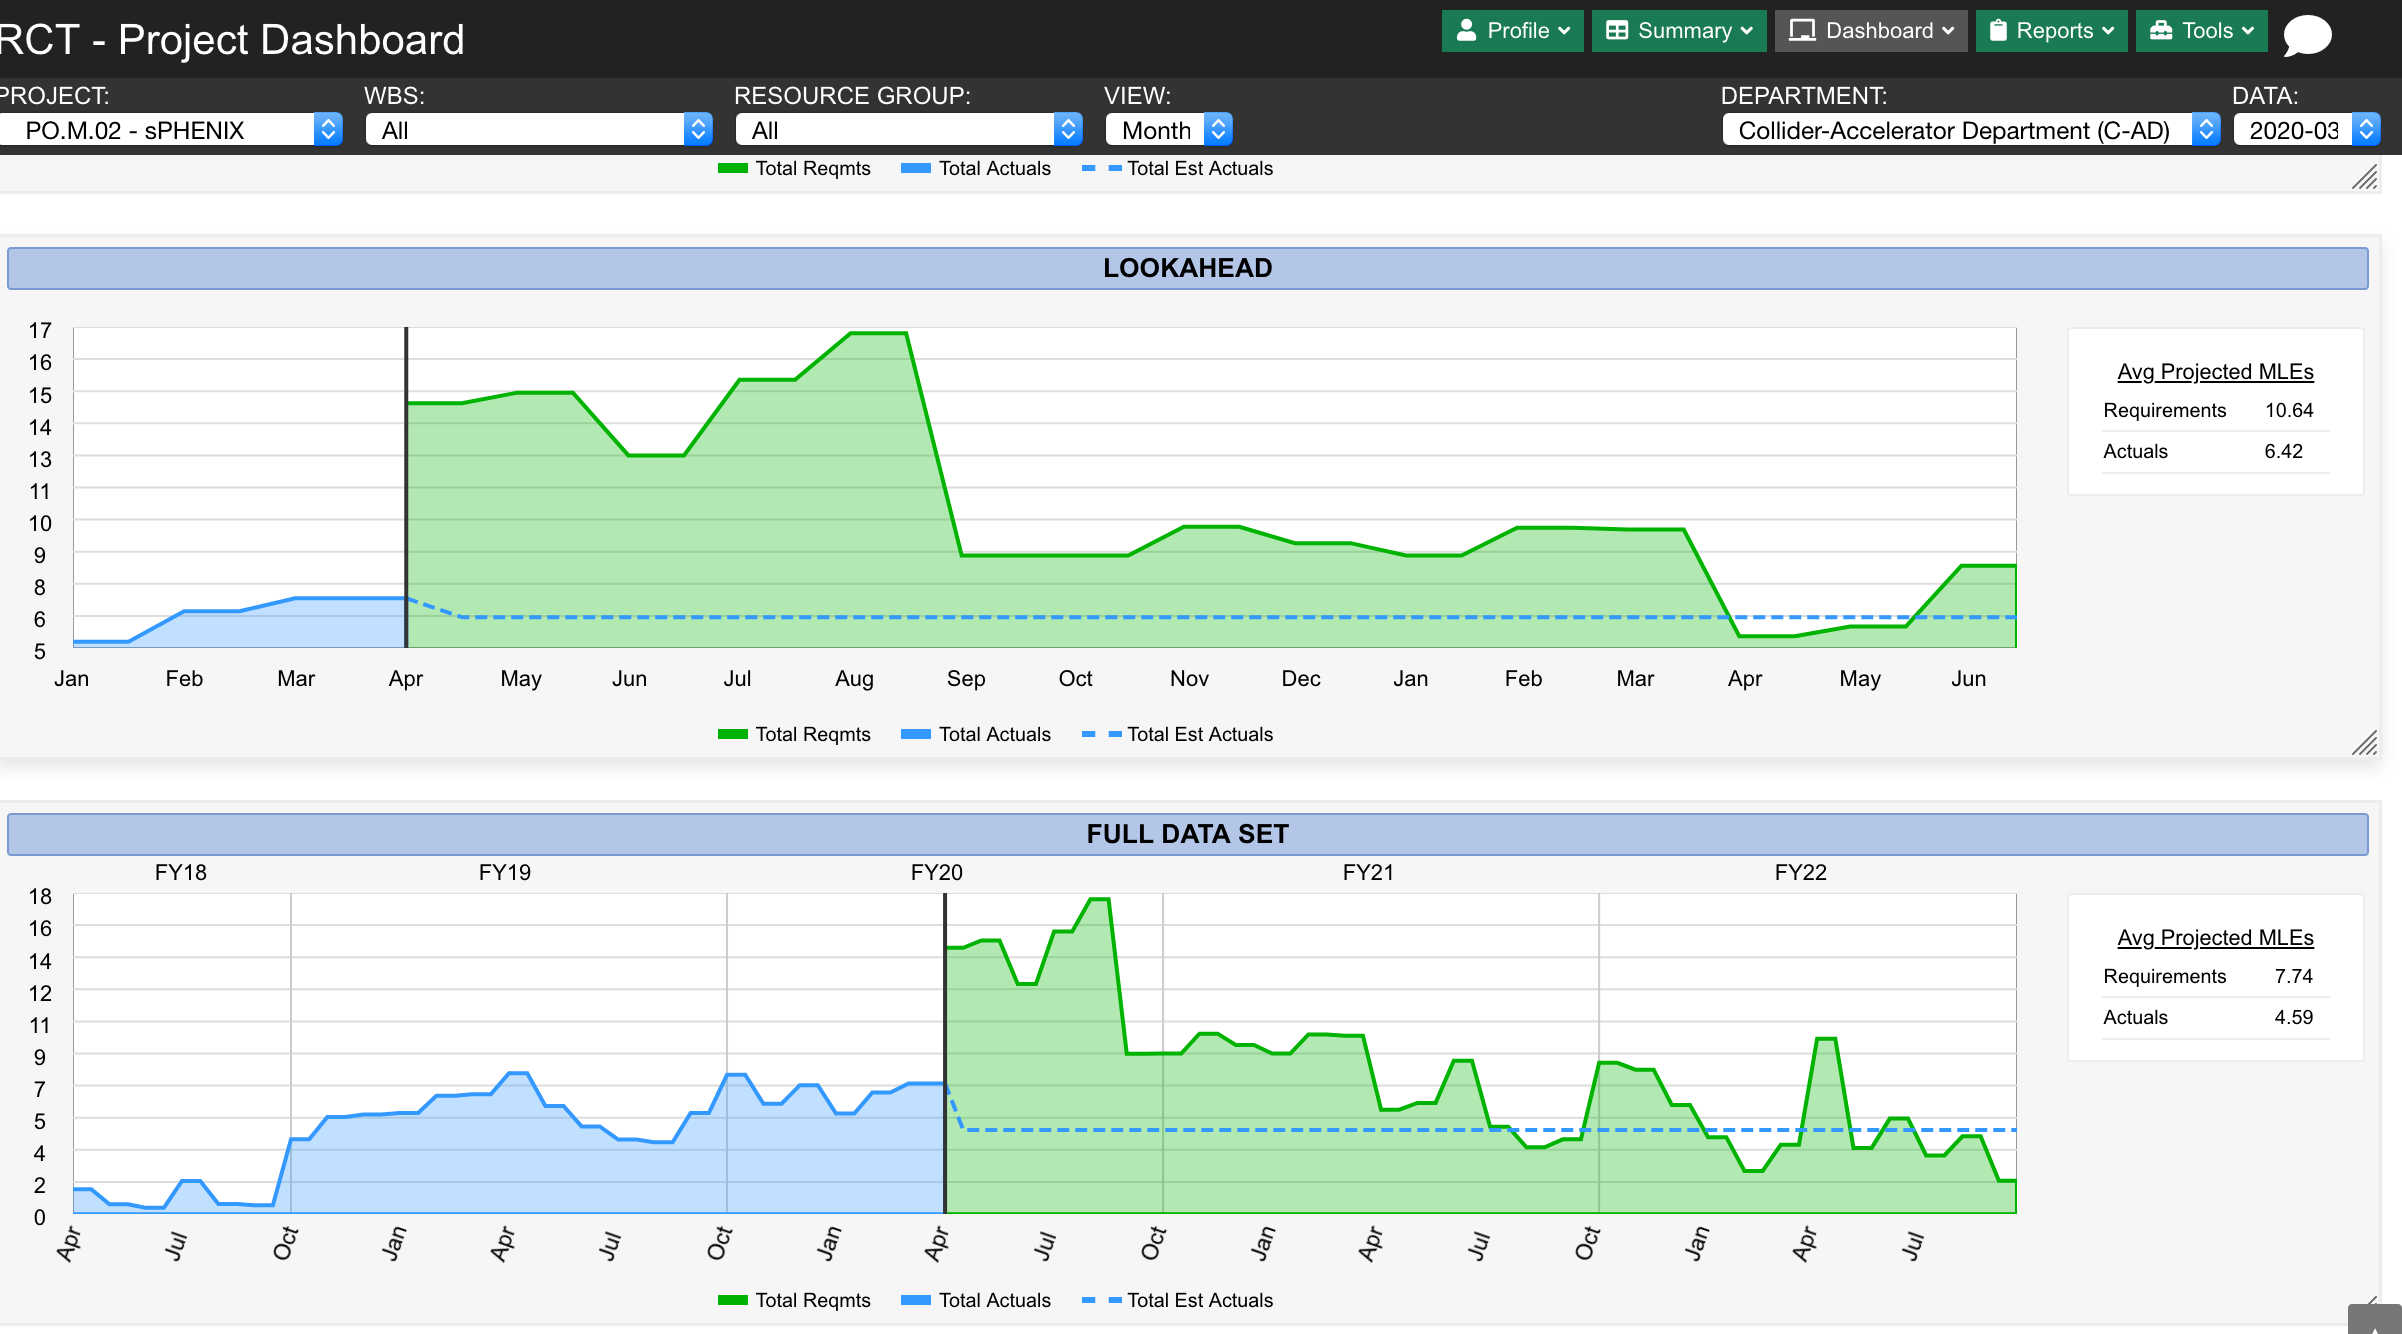 RCT - Project Dashboard
Profile
Summary
Dashboard
Reports
Tools
PROJECT:
WBS:
RESOURCE GROUP:
VIEW:
DEPARTMENT:
DATA:
PO.M.02 - sPHENIX
All
All
Month
Collider-Accelerator Department (C-AD)
2020-03
Total Reqmts Total Actuals Total Est Actuals
LOOKAHEAD
17
16
15
14
13
11
10
9
8
6
5
Jan Feb Mar Apr May Jun Jul Aug Sep Oct Nov Dec Jan Feb Mar Apr May Jun
Avg Projected MLEs
Requirements 10.64
Actuals 6.42
Total Reqmts Total Actuals Total Est Actuals
FULL DATA SET
FY18 FY19 FY20 FY21 FY22
18
16
14
12
11
9
7
5
4
2
0
Apr Jul Oct Jan Apr Jul Oct Jan Apr Jul Oct Jan Apr Jul Oct Jan Apr Jul
Avg Projected MLEs
Requirements 7.74
Actuals 4.59
Total Reqmts Total Actuals Total Est Actuals